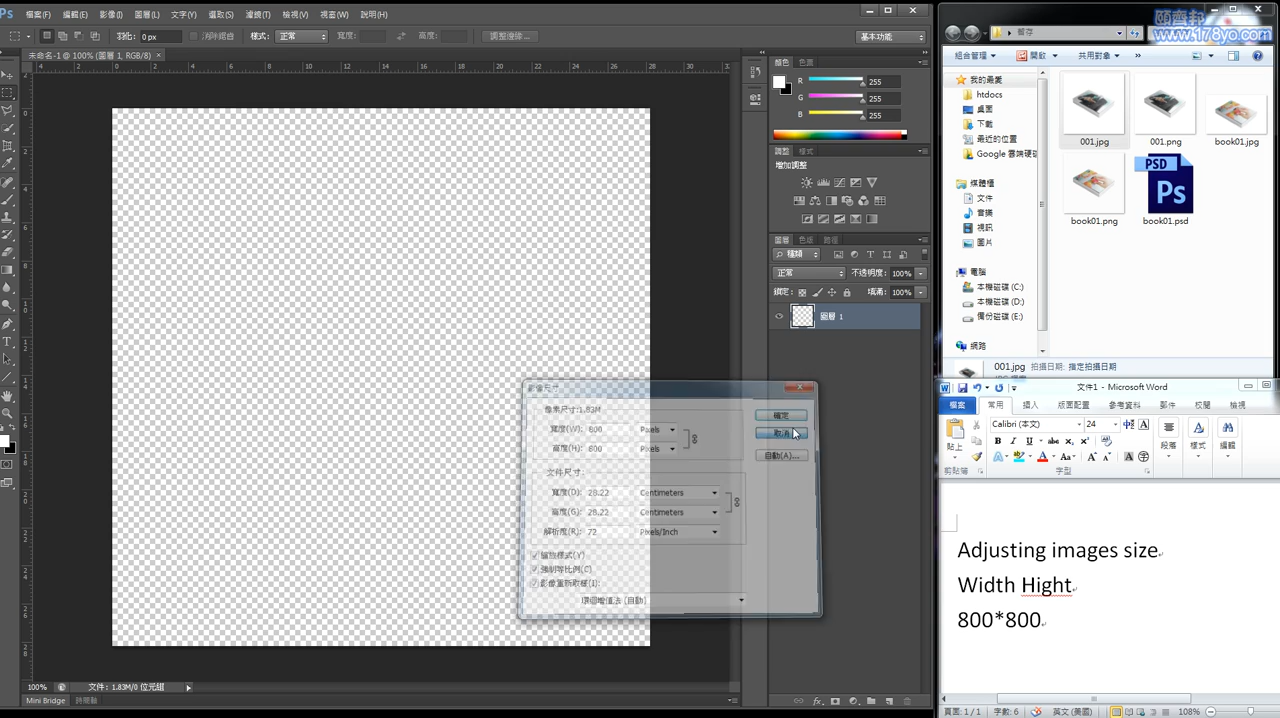 檔案(F) 編輯(E) 影像(I) 圖層(L) 文字(Y) 選取(S) 濾鏡(T) 檢視(V) 視窗(W) 說明(H)
羽化: 0 px 消除鋸齒 樣式: 正常 寬度: 高度: 調整邊緣... 基本功能
未命名-1 @ 100% (圖層 1, RGB/8)
顏色 色票
R 255
G 255
B 255
調整 樣式
增加調整
圖層 色版 路徑
種類
正常 不透明度: 100%
鎖定: 填滿: 100%
圖層 1
影像尺寸
像素尺寸:1.83M
寬度(W): 800 Pixels
高度(H): 800 Pixels
文件尺寸:
寬度(D): 28.22 Centimeters
高度(G): 28.22 Centimeters
解析度(R): 72 Pixels/Inch
縮放樣式(Y)
強制等比例(C)
影像重新取樣(I):
環迴增值法 (自動)
確定
取消
自動(A)...
100% 文件: 1.83M/0 位元組
Mini Bridge 時間軸
頤齊邦
www.178yo.com
暫存
組合管理 開啟 共用對象 »
我的最愛
htdocs
桌面
下載
最近的位置
Google 雲端硬碟
媒體櫃
文件
音樂
視訊
圖片
電腦
本機磁碟 (C:)
本機磁碟 (D:)
備份磁碟 (E:)
網路
001.jpg
001.png
book01.jpg
book01.png
PSD
Ps
book01.psd
001.jpg 拍攝日期: 指定拍攝日期
文件1 - Microsoft Word
檔案 常用 插入 版面配置 參考資料 郵件 校閱 檢視
貼上
剪貼簿
Calibri (本文) 24
字型
段落
樣式
編輯
Adjusting images size
Width Hight
800*800
頁面: 1 / 1 字數: 6 英文 (美國) 108%